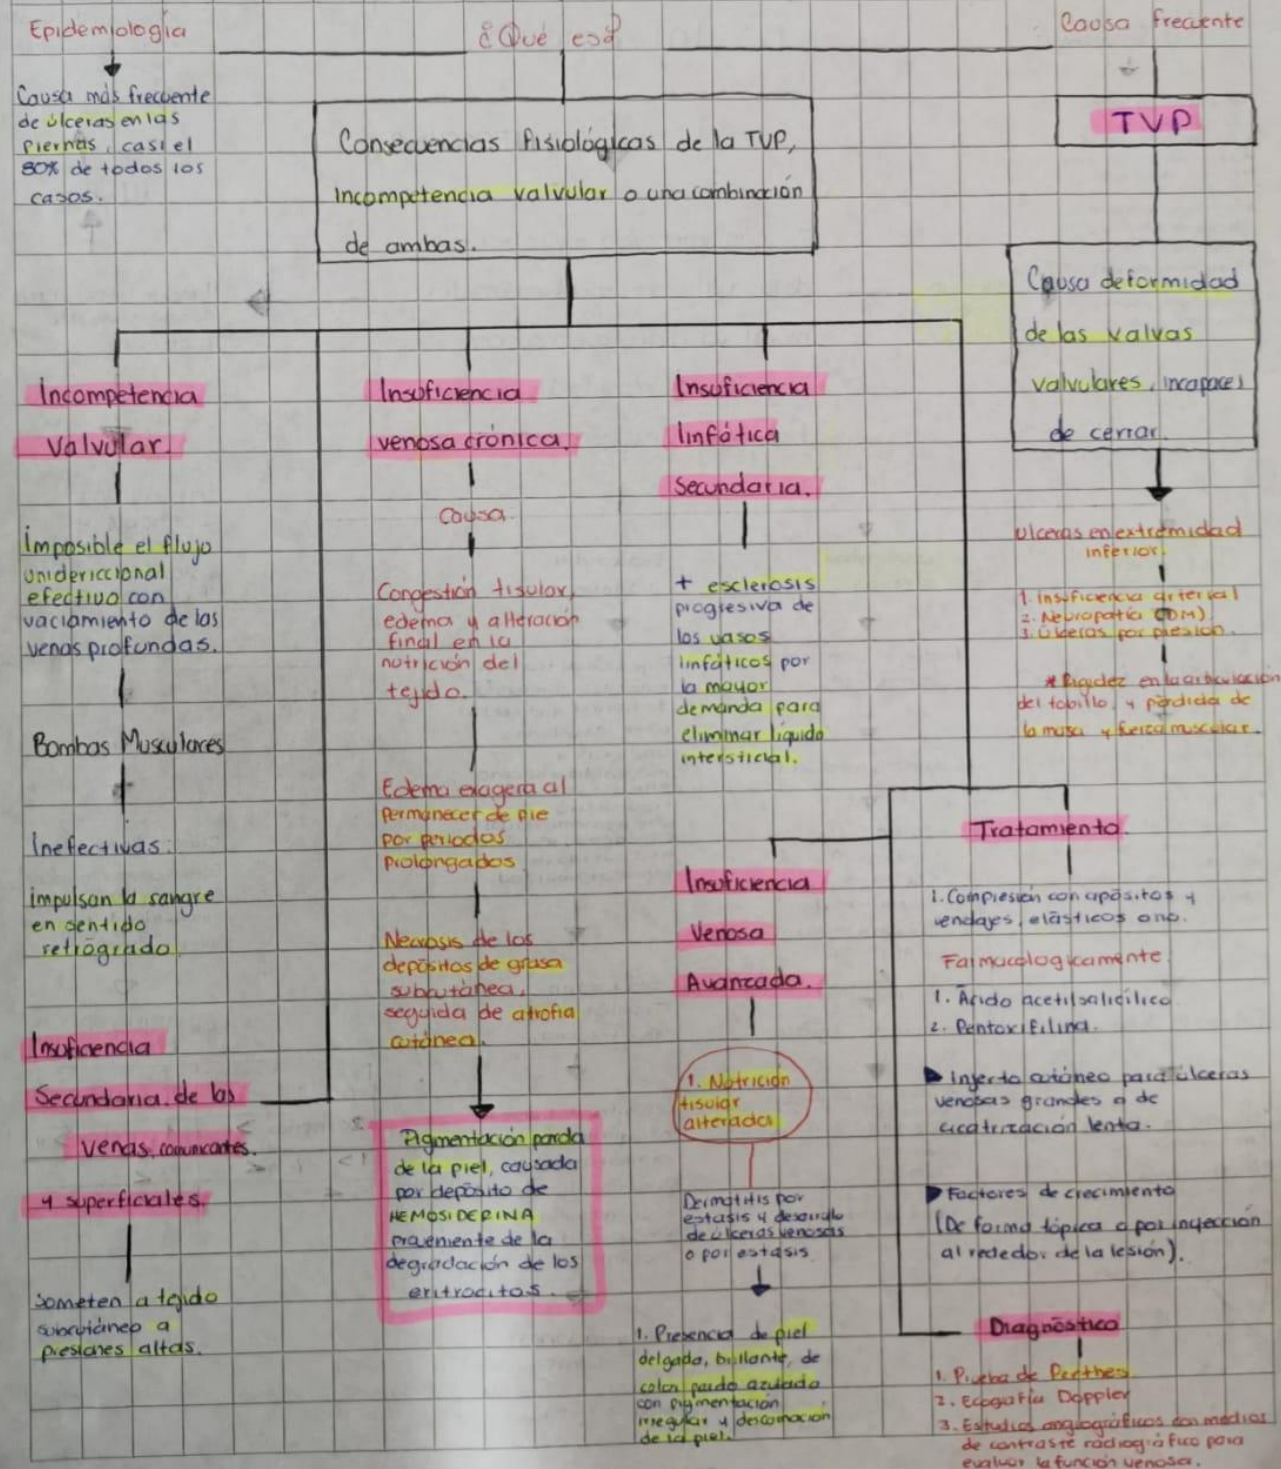 Epidemiologia
¿Qué es?
Causa frecuente
Causa más frecuente
de úlceras en las
piernas, casi el
80% de todos los
casos.
Consecuencias fisiológicas de la TVP,
incompetencia valvular o una combinación
de ambas.
TVP
Causa deformidad
de las valvas
valvulares, incapaces
de cerrar.
Ulceras en extremidad
inferior
1. Insuficiencia arterial
2. Neuropatía (DM)
3. Ulceras por presion.
* Rigidez en la articulación
del tobillo, y pérdida de
la masa y fuerza muscular.
Incompetencia
Valvular.
Imposible el flujo
unidericcional
efectivo con
vaciamiento de las
venas profundas.
Bombas Musculares
Inefectivas.
impulsan la sangre
en sentido
retrógrado
Insuficiencia
Secundaria de las
venas comunicantes.
y superficiales.
Someten a tejido
subcutáneo a
presiones altas.
Insuficiencia
venosa crónica.
Causa.
Congestión tisular,
edema y alteración
final en la
nutrición del
tejido.
Edema exagera al
permanecer de pie
por periodos
prolongados.
Necrosis de los
depósitos de grasa
subcutánea,
seguida de atrofia
cutánea.
Pigmentación parda
de la piel, causada
por depósito de
HEMOSIDERINA
proveniente de la
degradación de los
eritrocitos.
Insuficiencia
linfática
Secundaria.
+ esclerosis
progresiva de
los vasos
linfáticos por
la mayor
demanda para
eliminar líquido
intersticial.
Insuficiencia
Venosa
Avanzada.
1. Nutrición
tisular
alterada
Dermatitis por
estasis y desarrollo
de úlceras venosas
o por estasis
1. Presencia de piel
delgada, brillante, de
color pardo azulado
con pigmentación
irregular y descamación
de la piel.
Tratamiento.
1. Compresión con apósitos y
vendajes elásticos o no.
Farmacologicamente
1. Ácido acetilsalicílico
2. Pentoxifilina.
▶ Injerto cutáneo para úlceras
venosas grandes o de
cicatrización lenta.
▶ Factores de crecimiento
(De forma tópica o por inyección
al rededor de la lesión).
Diagnóstico
1. Prueba de Perthes
2. Ecografía Doppler
3. Estudios angiográficos con medios
de contraste radiográfico para
evaluar la función venosa.